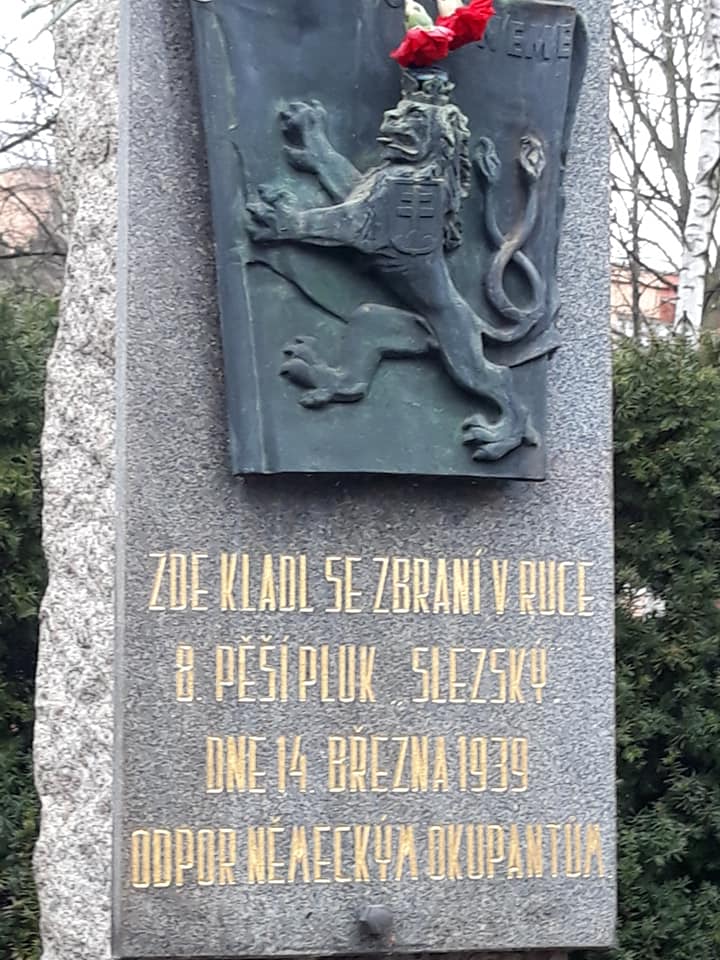 ZDE KLADL SE ZBRANÍ V RUCE
8. PĚŠÍ PLUK „SLEZSKÝ“
DNE 14. BŘEZNA 1939
ODPOR NĚMECKÝM OKUPANTŮM.